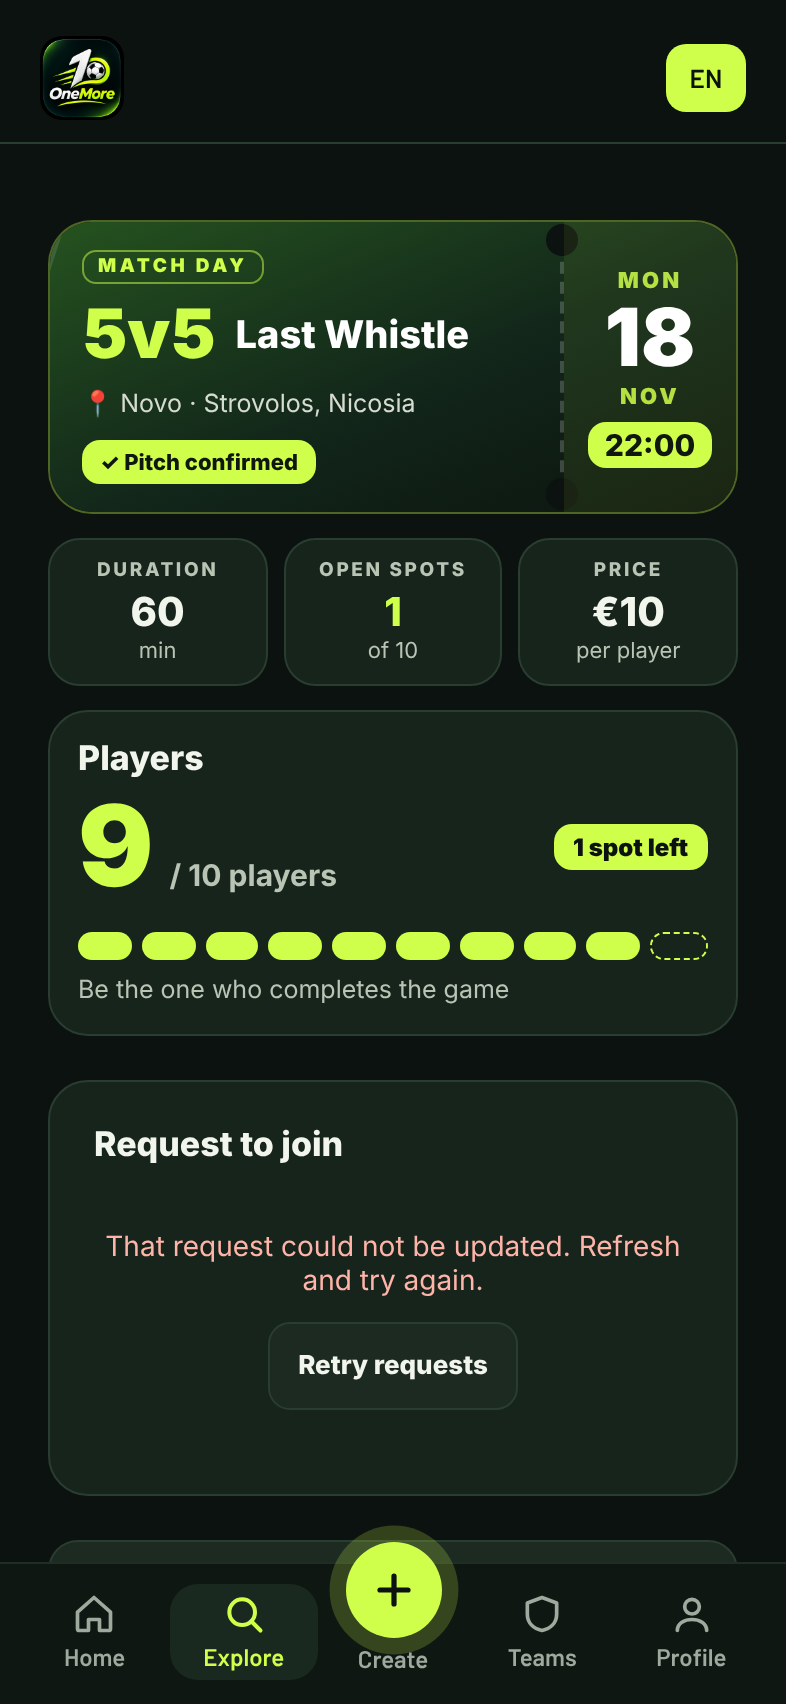 OneMore
EN
MATCH DAY
5v5 Last Whistle
📍 Novo · Strovolos, Nicosia
✓ Pitch confirmed
MON
18
NOV
22:00
DURATION
60
min
OPEN SPOTS
1
of 10
PRICE
€10
per player
Players
9 / 10 players
1 spot left
Be the one who completes the game
Request to join
That request could not be updated. Refresh
and try again.
Retry requests
Home
Explore
Create
Teams
Profile